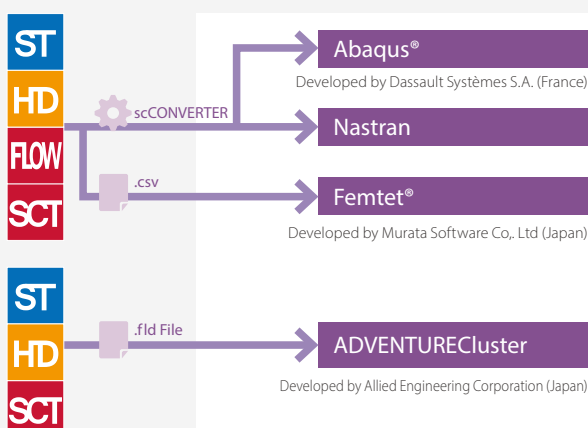 ST
HD
FLOW
SCT
scCONVERTER
.csv
Abaqus®
Developed by Dassault Systèmes S.A. (France)
Nastran
Femtet®
Developed by Murata Software Co,. Ltd (Japan)
ST
HD
SCT
.fld File
ADVENTURECluster
Developed by Allied Engineering Corporation (Japan)